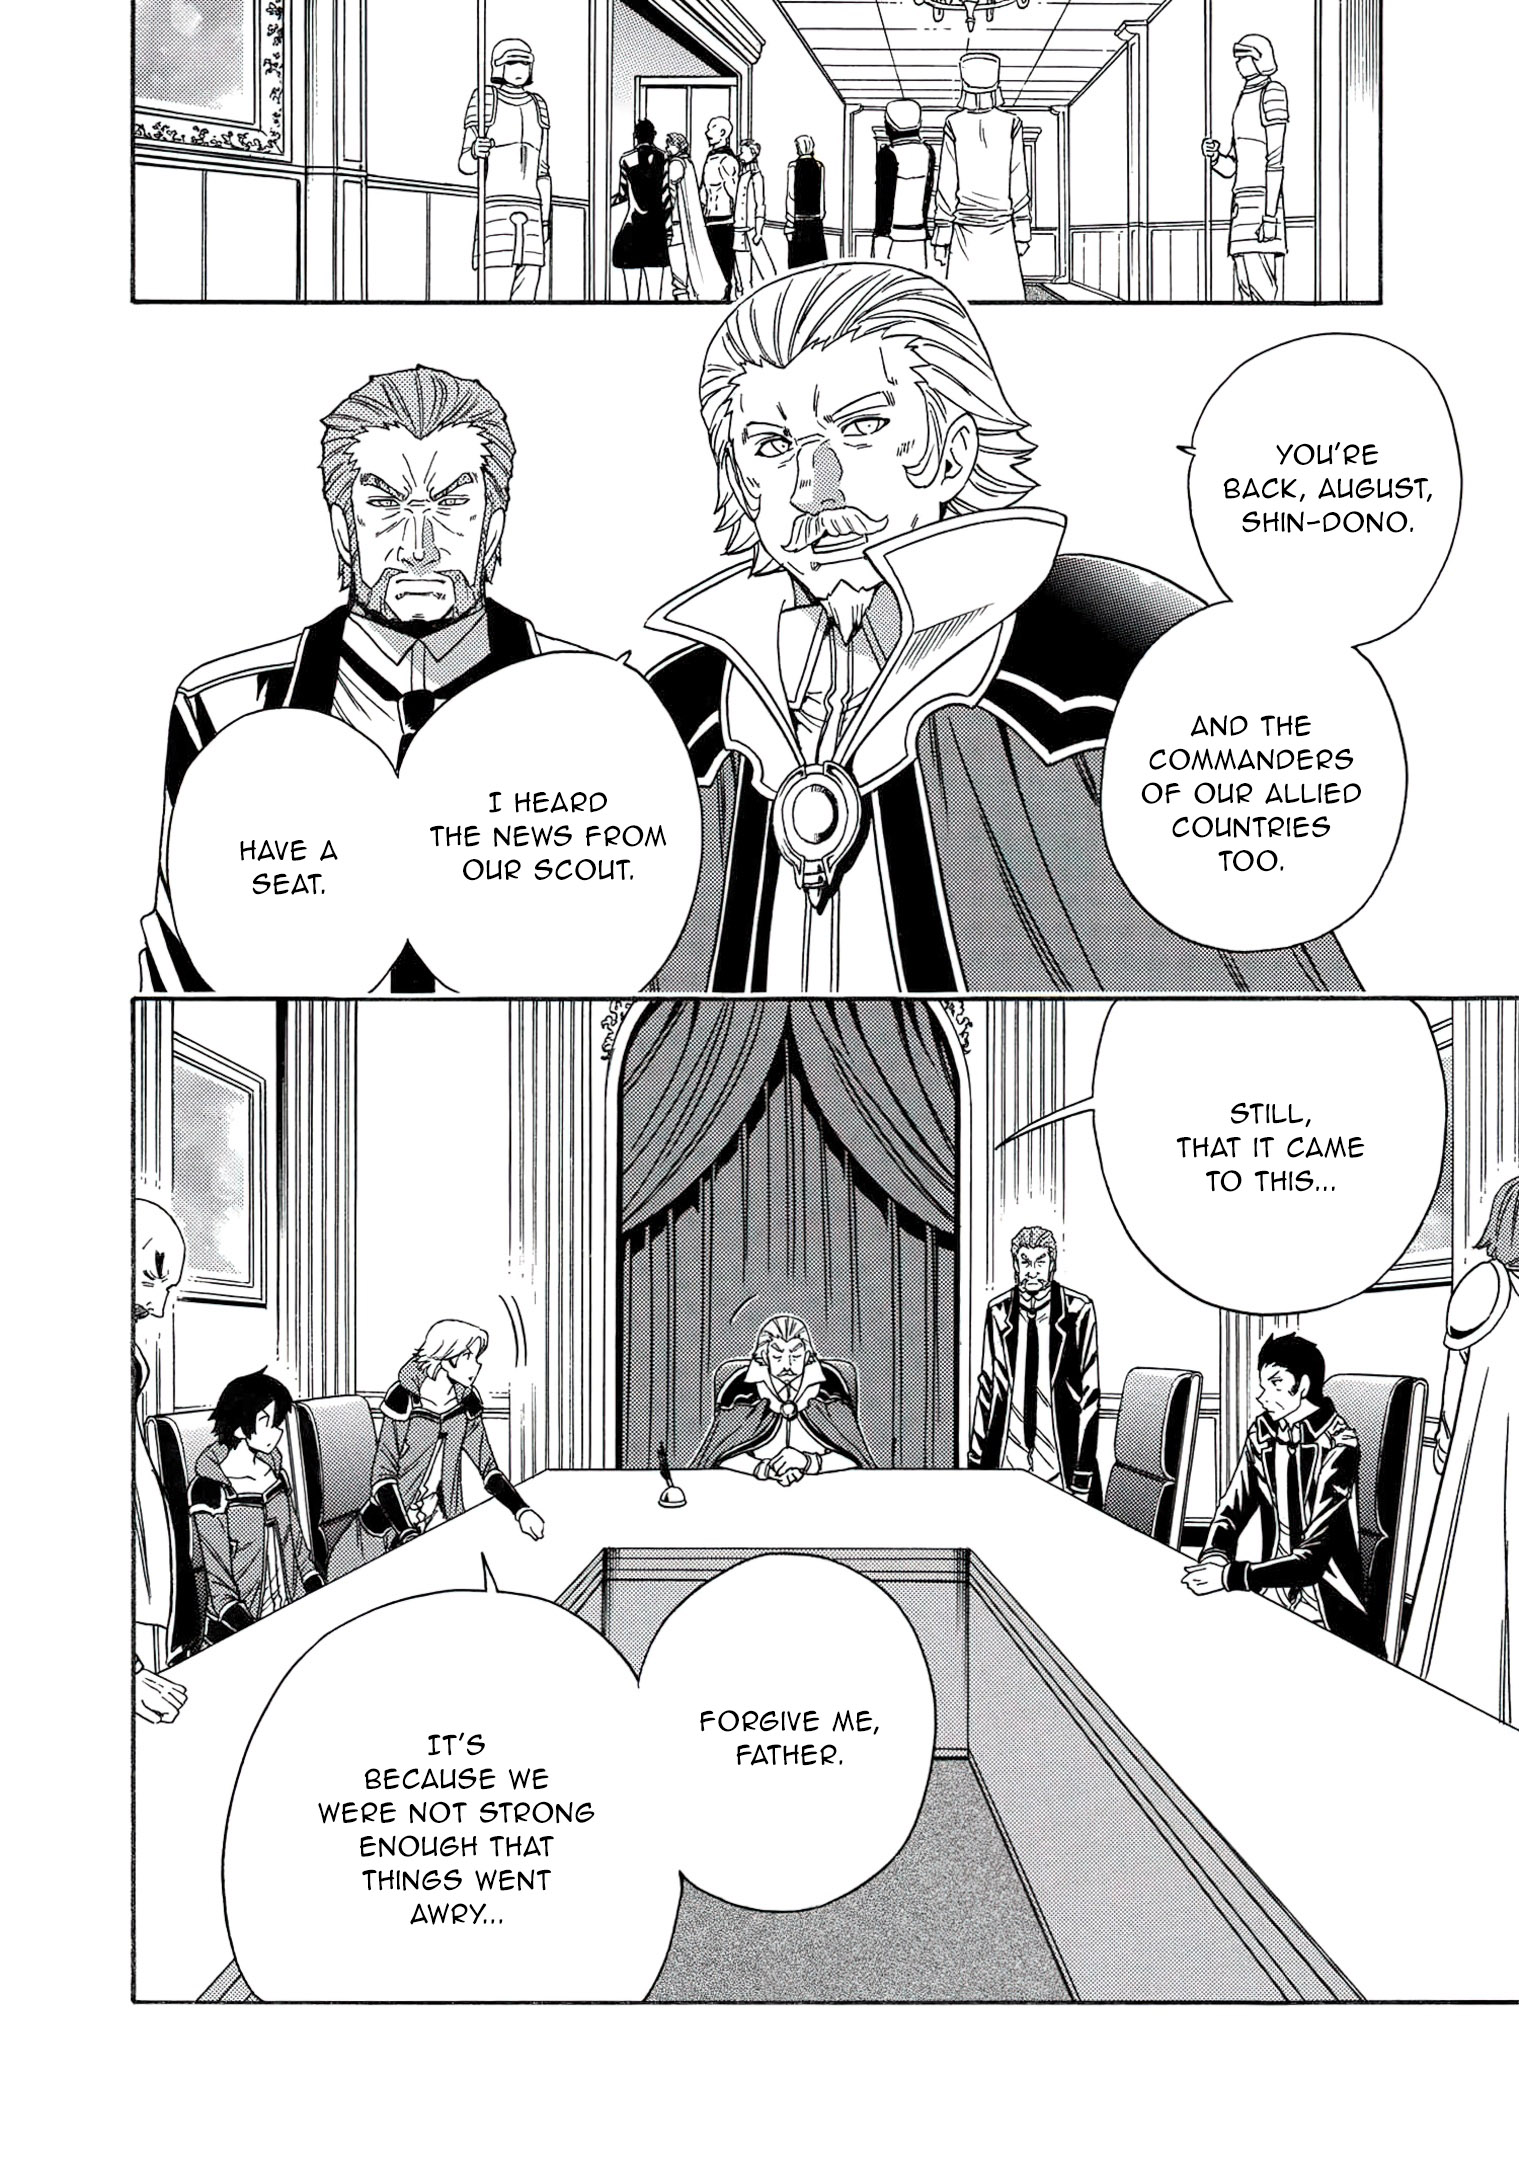 YOU'RE
BACK, AUGUST,
SHIN-DONO.
AND THE
COMMANDERS
OF OUR ALLIED
COUNTRIES
TOO.
I HEARD
THE NEWS FROM
OUR SCOUT.
HAVE A
SEAT.
STILL,
THAT IT CAME
TO THIS...
FORGIVE ME,
FATHER.
IT'S
BECAUSE WE
WERE NOT STRONG
ENOUGH THAT
THINGS WENT
AWRY...